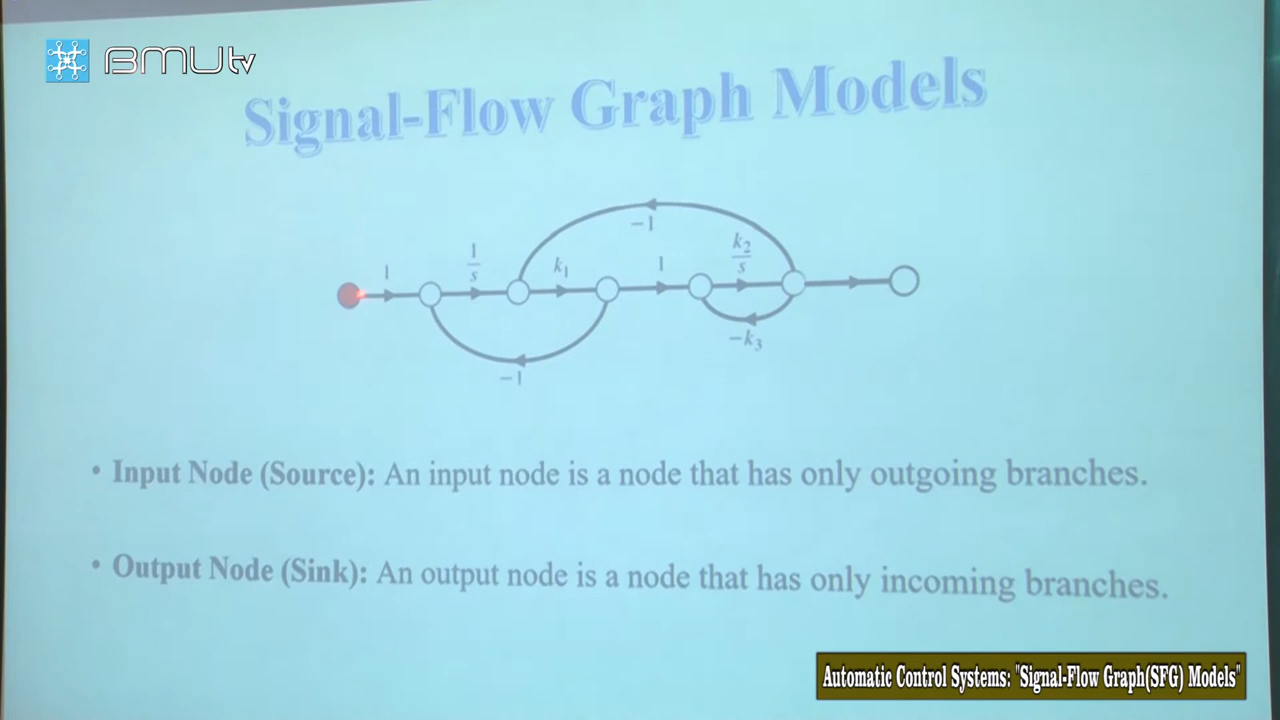 BMUtv
Signal-Flow Graph Models
-1
1
1
s
k1
1
k2
s
-k3
-1
• Input Node (Source): An input node is a node that has only outgoing branches.
• Output Node (Sink): An output node is a node that has only incoming branches.
Automatic Control Systems: "Signal-Flow Graph(SFG) Models"